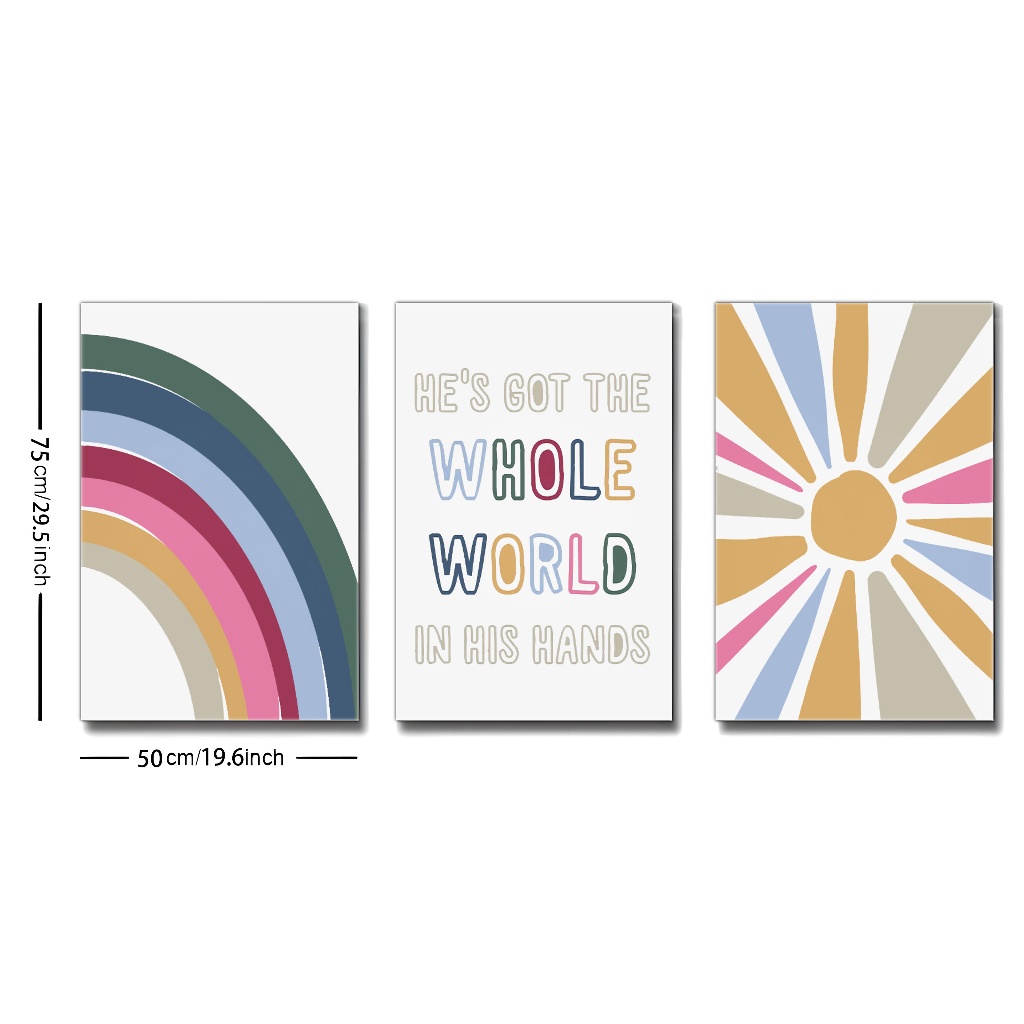 HE'S GOT THE
WHOLE
WORLD
IN HIS HANDS
75cm/29.5inch
50cm/19.6inch